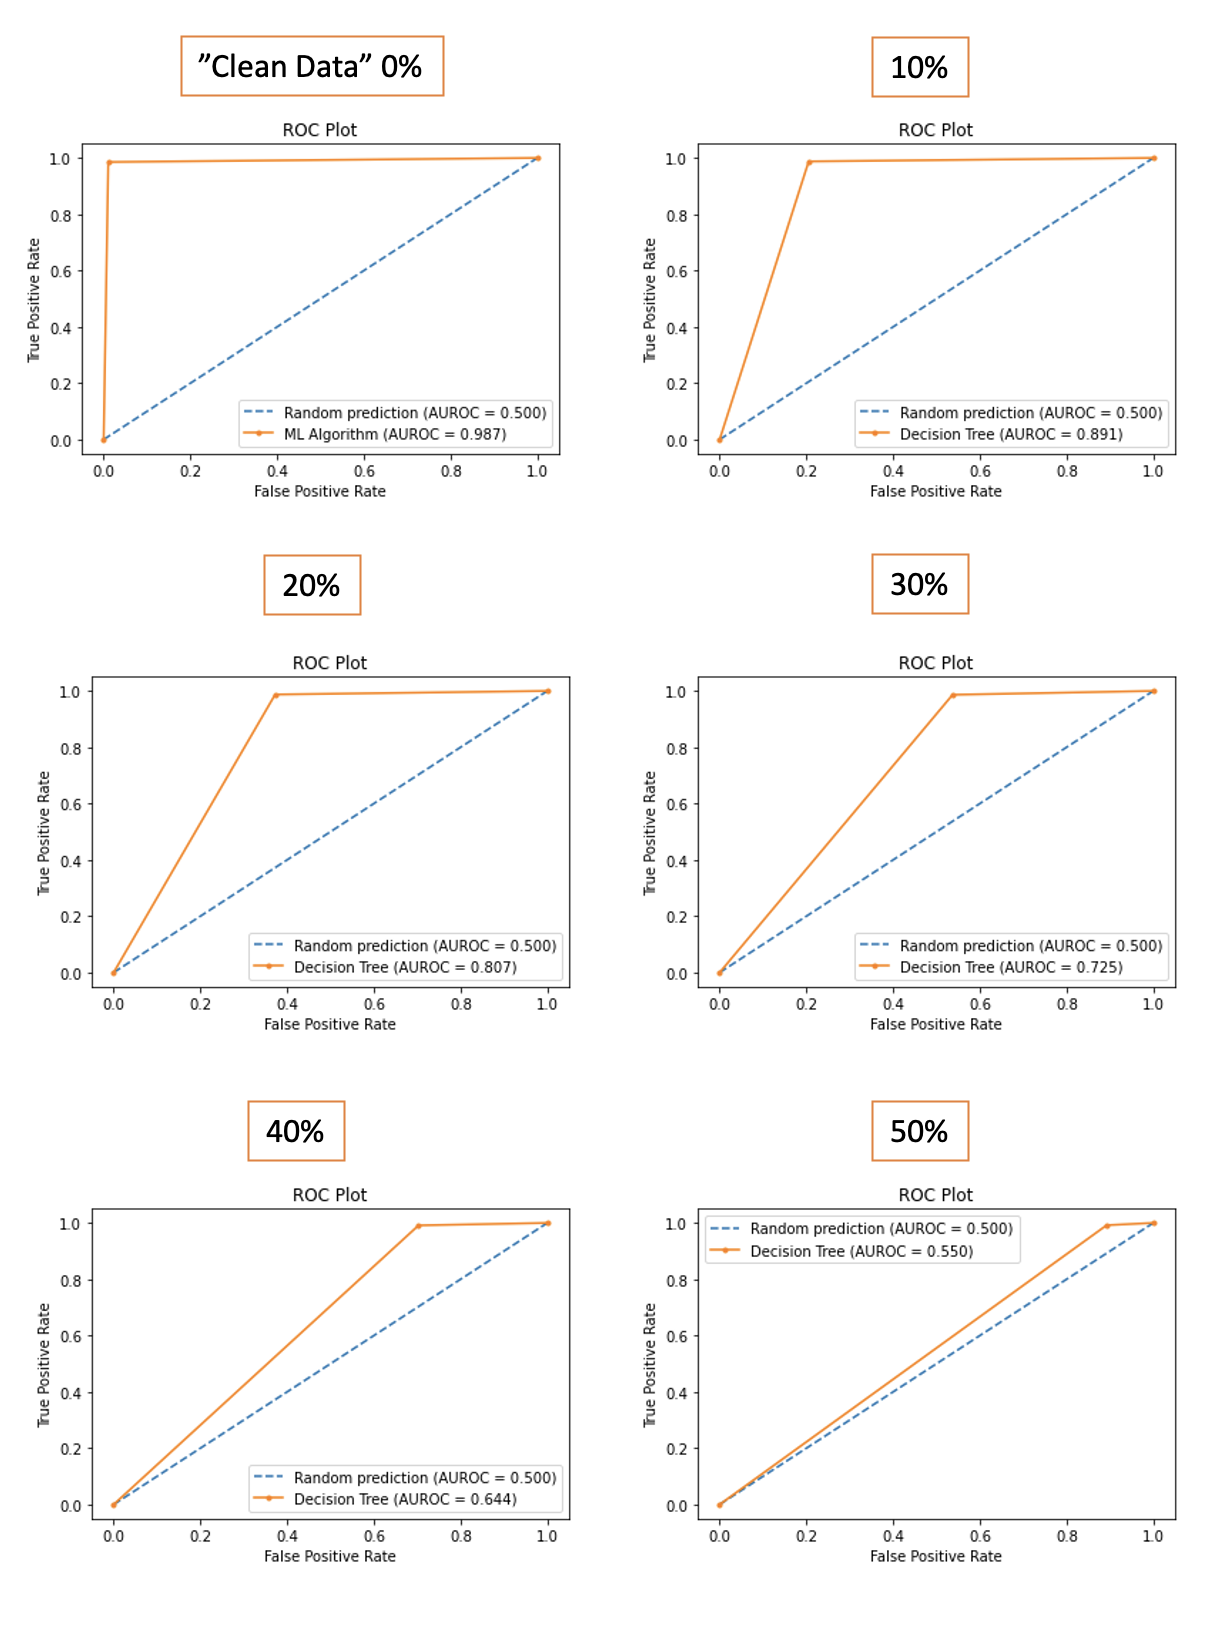 ”Clean Data” 0%
10%
ROC Plot
True Positive Rate
1.0
0.8
0.6
0.4
0.2
0.0
Random prediction (AUROC = 0.500)
ML Algorithm (AUROC = 0.987)
0.0 0.2 0.4 0.6 0.8 1.0
False Positive Rate
ROC Plot
True Positive Rate
1.0
0.8
0.6
0.4
0.2
0.0
Random prediction (AUROC = 0.500)
Decision Tree (AUROC = 0.891)
0.0 0.2 0.4 0.6 0.8 1.0
False Positive Rate
20%
30%
ROC Plot
True Positive Rate
1.0
0.8
0.6
0.4
0.2
0.0
Random prediction (AUROC = 0.500)
Decision Tree (AUROC = 0.807)
0.0 0.2 0.4 0.6 0.8 1.0
False Positive Rate
ROC Plot
True Positive Rate
1.0
0.8
0.6
0.4
0.2
0.0
Random prediction (AUROC = 0.500)
Decision Tree (AUROC = 0.725)
0.0 0.2 0.4 0.6 0.8 1.0
False Positive Rate
40%
50%
ROC Plot
True Positive Rate
1.0
0.8
0.6
0.4
0.2
0.0
Random prediction (AUROC = 0.500)
Decision Tree (AUROC = 0.644)
0.0 0.2 0.4 0.6 0.8 1.0
False Positive Rate
ROC Plot
True Positive Rate
1.0
0.8
0.6
0.4
0.2
0.0
Random prediction (AUROC = 0.500)
Decision Tree (AUROC = 0.550)
0.0 0.2 0.4 0.6 0.8 1.0
False Positive Rate